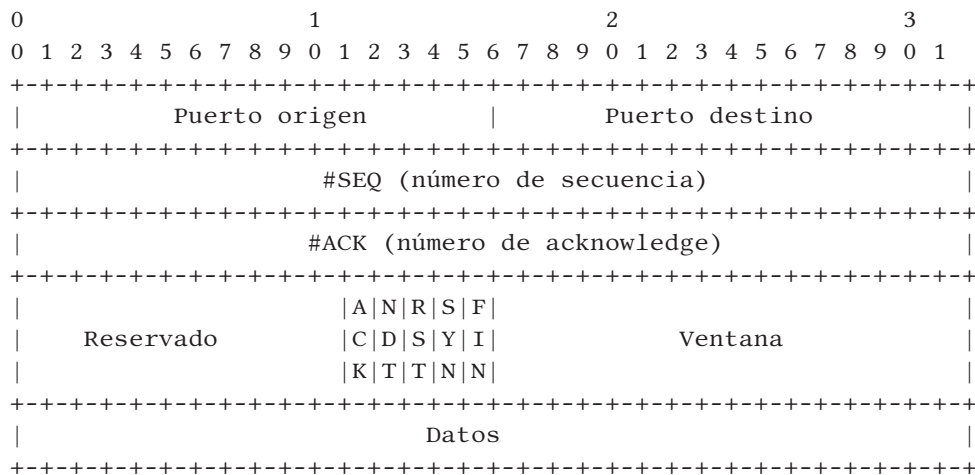 0                   1                   2                   3
0 1 2 3 4 5 6 7 8 9 0 1 2 3 4 5 6 7 8 9 0 1 2 3 4 5 6 7 8 9 0 1
+-+-+-+-+-+-+-+-+-+-+-+-+-+-+-+-+-+-+-+-+-+-+-+-+-+-+-+-+-+-+-+-+
|          Puerto origen        |       Puerto destino          |
+-+-+-+-+-+-+-+-+-+-+-+-+-+-+-+-+-+-+-+-+-+-+-+-+-+-+-+-+-+-+-+-+
|                    #SEQ (número de secuencia)                 |
+-+-+-+-+-+-+-+-+-+-+-+-+-+-+-+-+-+-+-+-+-+-+-+-+-+-+-+-+-+-+-+-+
|                   #ACK (número de acknowledge)                |
+-+-+-+-+-+-+-+-+-+-+-+-+-+-+-+-+-+-+-+-+-+-+-+-+-+-+-+-+-+-+-+-+
|                     |A|N|R|S|F|                               |
|    Reservado        |C|D|S|Y|I|            Ventana            |
|                     |K|T|T|N|N|                               |
+-+-+-+-+-+-+-+-+-+-+-+-+-+-+-+-+-+-+-+-+-+-+-+-+-+-+-+-+-+-+-+-+
|                           Datos                               |
+-+-+-+-+-+-+-+-+-+-+-+-+-+-+-+-+-+-+-+-+-+-+-+-+-+-+-+-+-+-+-+-+